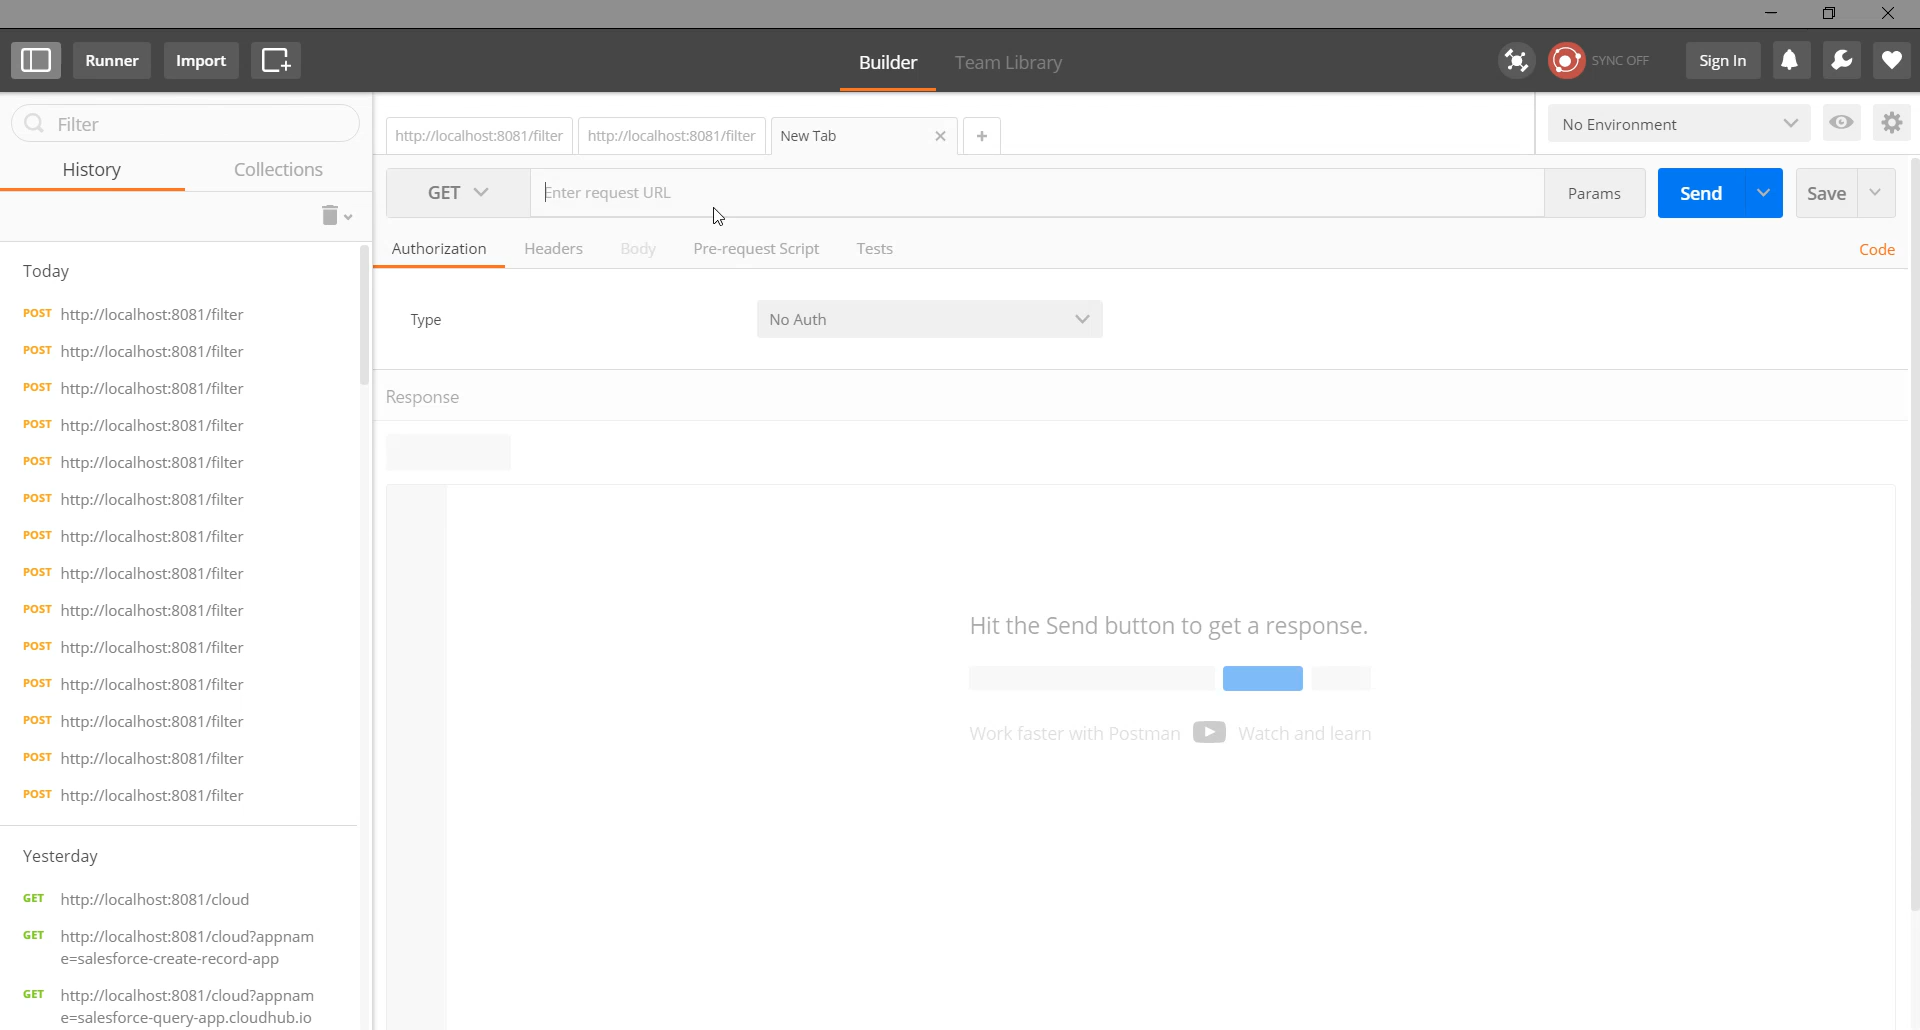 Runner Import Builder Team Library SYNC OFF Sign In
Filter
History Collections
Today
POST http://localhost:8081/filter
POST http://localhost:8081/filter
POST http://localhost:8081/filter
POST http://localhost:8081/filter
POST http://localhost:8081/filter
POST http://localhost:8081/filter
POST http://localhost:8081/filter
POST http://localhost:8081/filter
POST http://localhost:8081/filter
POST http://localhost:8081/filter
POST http://localhost:8081/filter
POST http://localhost:8081/filter
POST http://localhost:8081/filter
POST http://localhost:8081/filter
Yesterday
GET http://localhost:8081/cloud
GET http://localhost:8081/cloud?appnam
e=salesforce-create-record-app
GET http://localhost:8081/cloud?appnam
e=salesforce-query-app.cloudhub.io
http://localhost:8081/filter http://localhost:8081/filter New Tab No Environment
GET Enter request URL Params Send Save
Authorization Headers Body Pre-request Script Tests Code
Type No Auth
Response
Hit the Send button to get a response.
Work faster with Postman Watch and learn